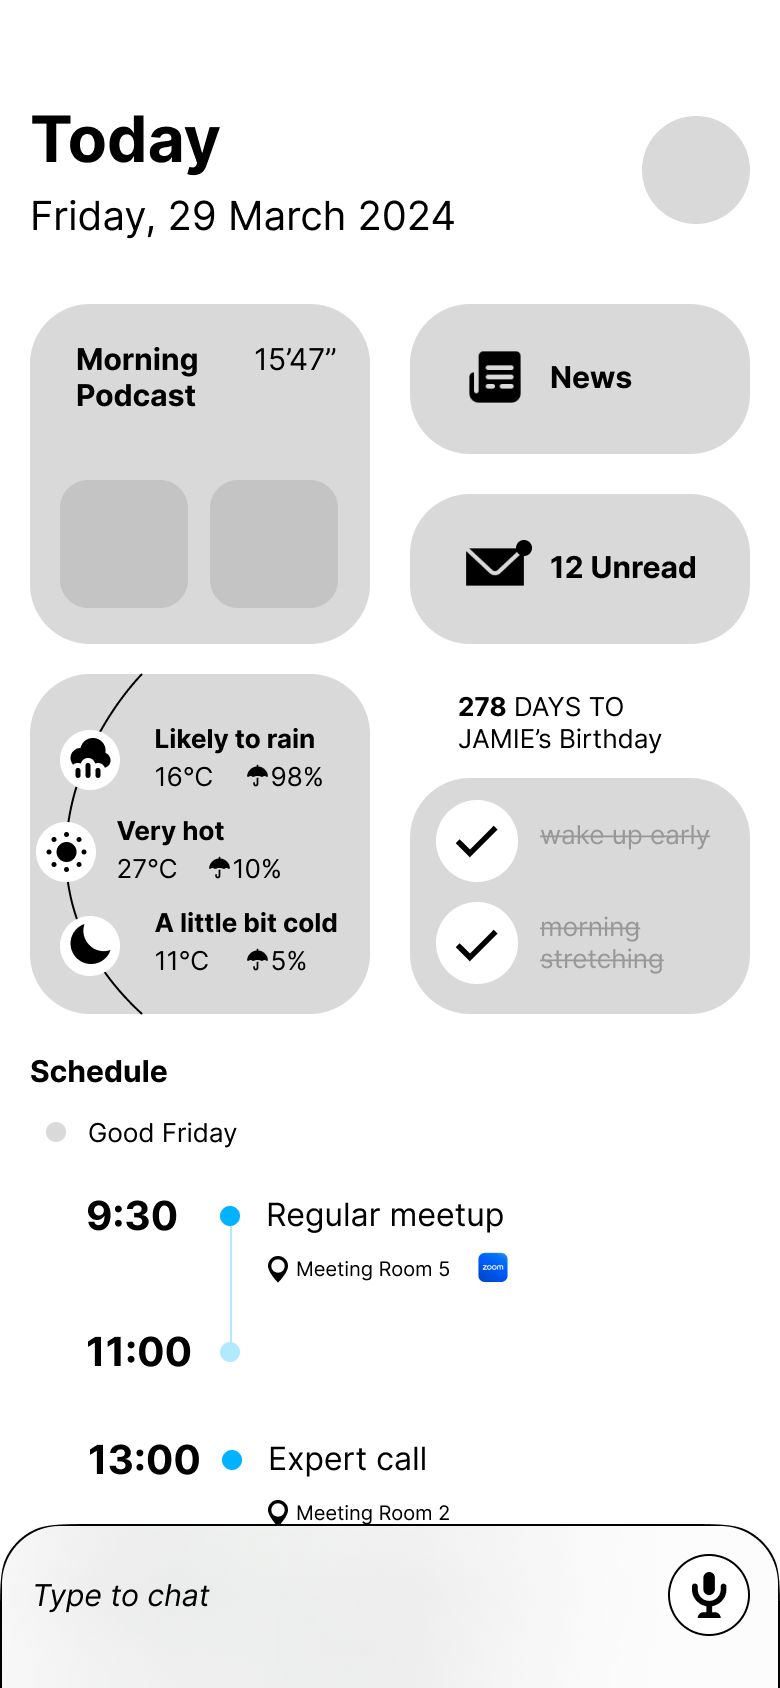 Today
Friday, 29 March 2024
Morning
Podcast
15’47”
News
12 Unread
Likely to rain
16°C 98%
Very hot
27°C 10%
A little bit cold
11°C 5%
278 DAYS TO
JAMIE’s Birthday
wake up early
morning
stretching
Schedule
Good Friday
9:30 Regular meetup
Meeting Room 5 zoom
11:00
13:00 Expert call
Meeting Room 2
Type to chat